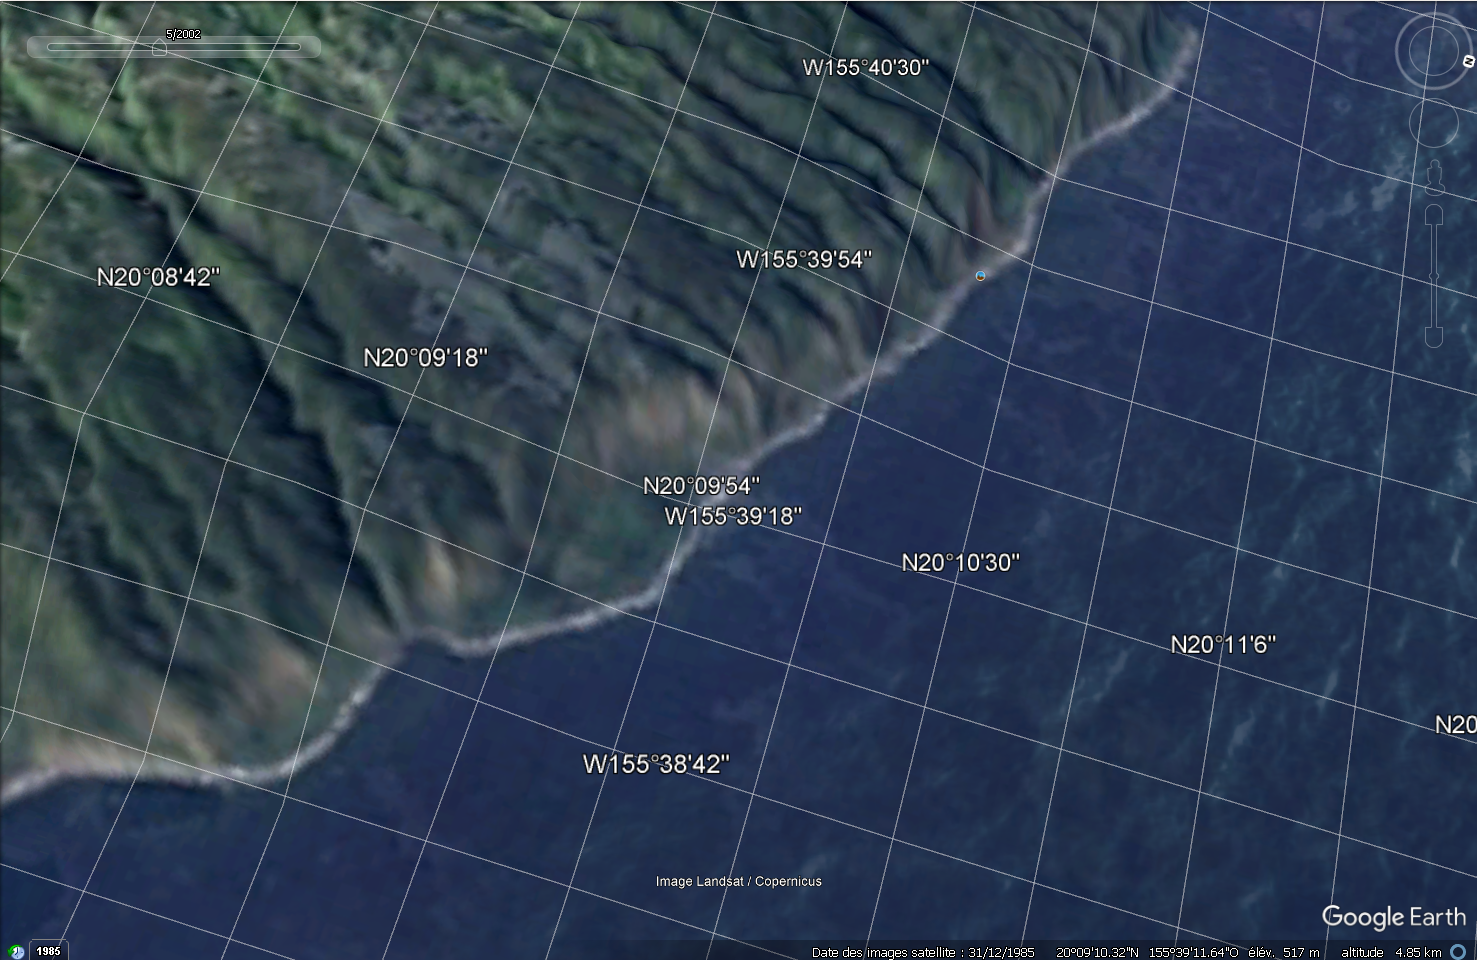 5/2002
W155°40'30"
N
W155°39'54"
N20°08'42"
N20°09'18"
N20°09'54"
W155°39'18"
N20°10'30"
N20°11'6"
N20
W155°38'42"
Image Landsat / Copernicus
Google Earth
1985
Date des images satellite : 31/12/1985 20°09'10.32"N 155°39'11.64"O élév. 517 m altitude 4.85 km